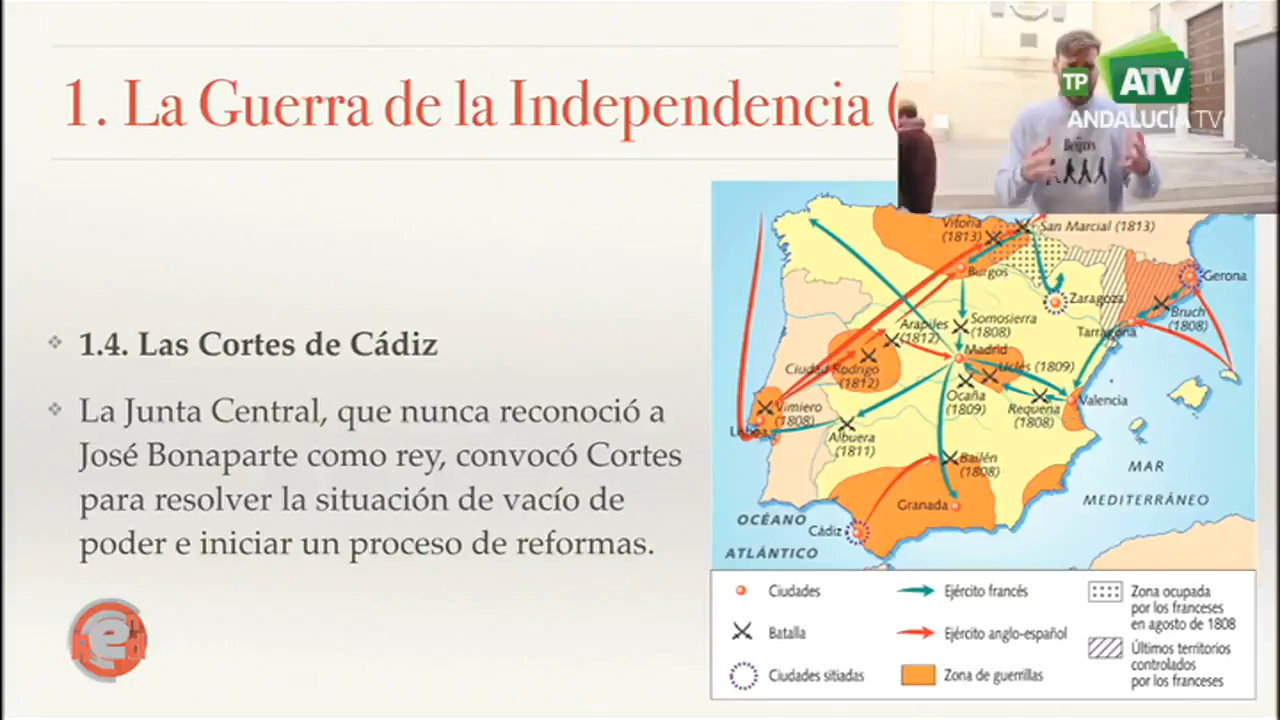 1. La Guerra de la Independencia (
TP ATV
ANDALUCÍA TV
Beatles
1.4. Las Cortes de Cádiz
La Junta Central, que nunca reconoció a
José Bonaparte como rey, convocó Cortes
para resolver la situación de vacío de
poder e iniciar un proceso de reformas.
Vitoria
(1813)
San Marcial (1813)
Burgos
Gerona
Zaragoza
Bruch
(1808)
Tarragona
Arapiles
(1812)
Somosierra
(1808)
Madrid
Ciudad Rodrigo
(1812)
Uclés (1809)
Ocaña
(1809)
Requena
(1808)
Valencia
Vimiero
(1808)
Lisboa
Albuera
(1811)
Bailén
(1808)
Granada
Cádiz
MAR
MEDITERRÁNEO
OCÉANO
ATLÁNTICO
Ciudades
Batalla
Ciudades sitiadas
Ejército francés
Ejército anglo-español
Zona de guerrillas
Zona ocupada
por los franceses
en agosto de 1808
Últimos territorios
controlados
por los franceses